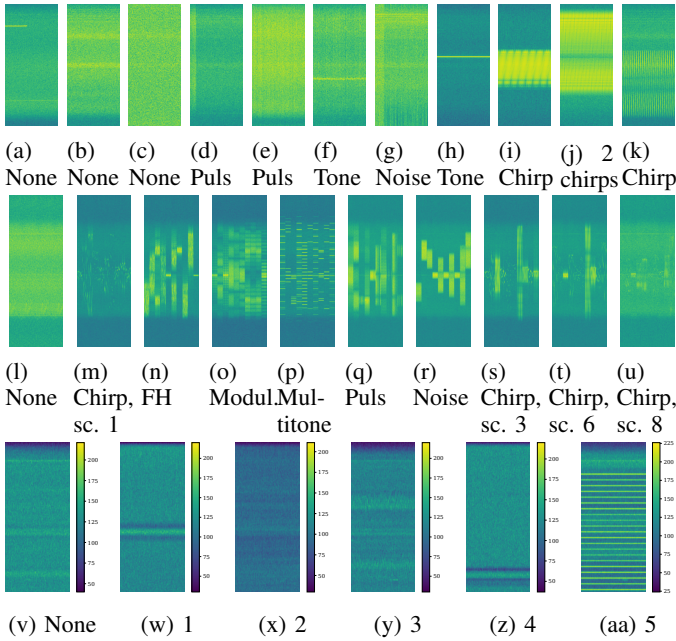 (a) (b) (c) (d) (e) (f) (g) (h) (i) (j) 2 (k)
None None None Puls Puls Tone Noise Tone Chirp chirps Chirp
(l) (m) (n) (o) (p) (q) (r) (s) (t) (u)
None Chirp, FH Modul. Mul- Puls Noise Chirp, Chirp, Chirp,
sc. 1 titone sc. 3 sc. 6 sc. 8
200 200 200 200 200 225
175 175 175 175 175 200
150 150 150 150 150 175
125 125 125 125 125 150
100 100 100 100 100 125
75 75 75 75 75 100
50 50 50 50 50 75
50
25
(v) None (w) 1 (x) 2 (y) 3 (z) 4 (aa) 5